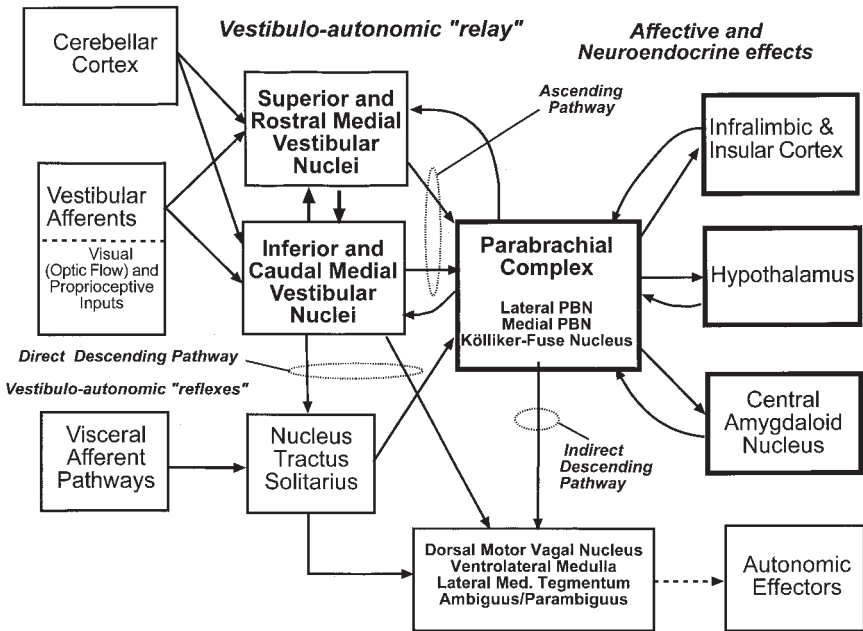 Vestibulo-autonomic "relay"
Affective and
Neuroendocrine effects
Cerebellar
Cortex
Superior and
Rostral Medial
Vestibular
Nuclei
Ascending
Pathway
Infralimbic &
Insular Cortex
Vestibular
Afferents
Visual
(Optic Flow) and
Proprioceptive
Inputs
Inferior and
Caudal Medial
Vestibular
Nuclei
Parabrachial
Complex
Lateral PBN
Medial PBN
Kölliker-Fuse Nucleus
Hypothalamus
Direct Descending Pathway
Vestibulo-autonomic "reflexes"
Visceral
Afferent
Pathways
Nucleus
Tractus
Solitarius
Indirect
Descending
Pathway
Central
Amygdaloid
Nucleus
Dorsal Motor Vagal Nucleus
Ventrolateral Medulla
Lateral Med. Tegmentum
Ambiguus/Parambiguus
Autonomic
Effectors